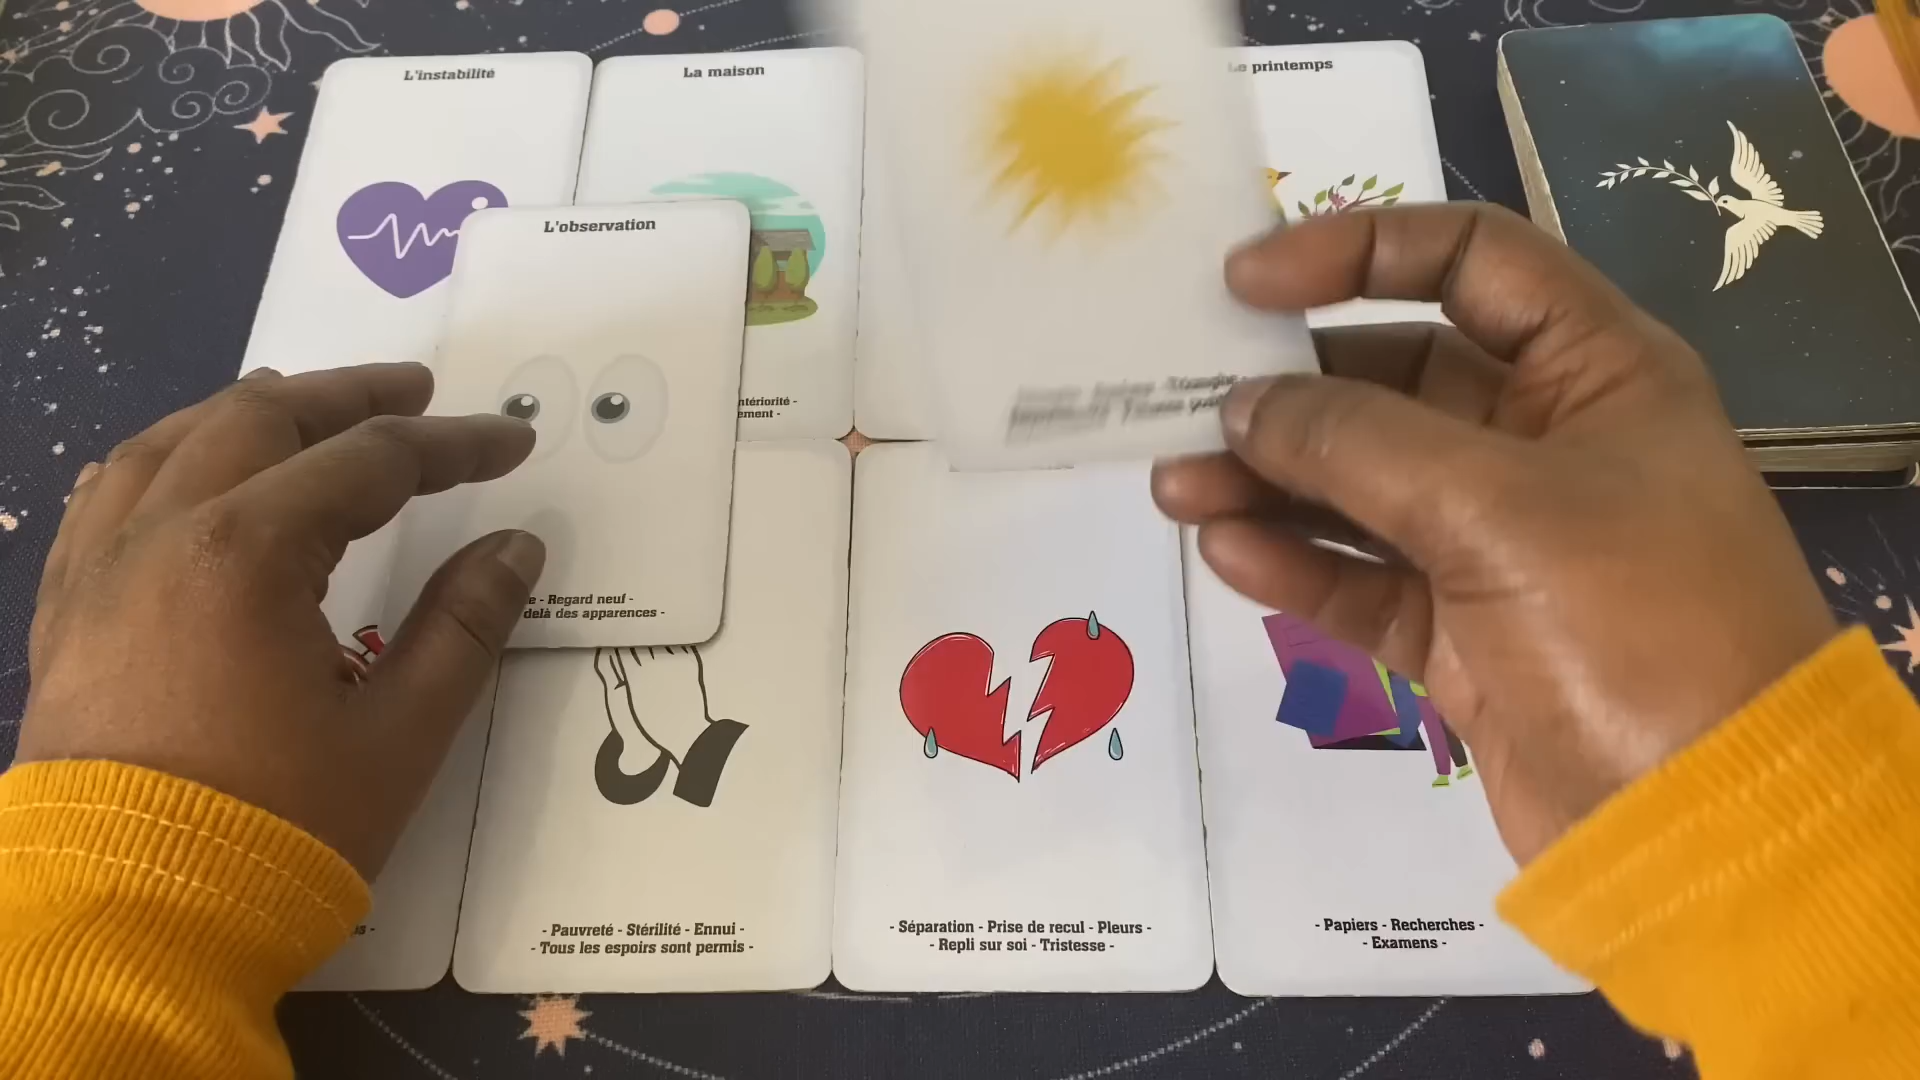 L'instabilité
La maison
Le printemps
L'observation
ntériorité -
ement -
e - Regard neuf -
delà des apparences -
- Pauvreté - Stérilité - Ennui -
- Tous les espoirs sont permis -
- Séparation - Prise de recul - Pleurs -
- Repli sur soi - Tristesse -
- Papiers - Recherches -
- Examens -